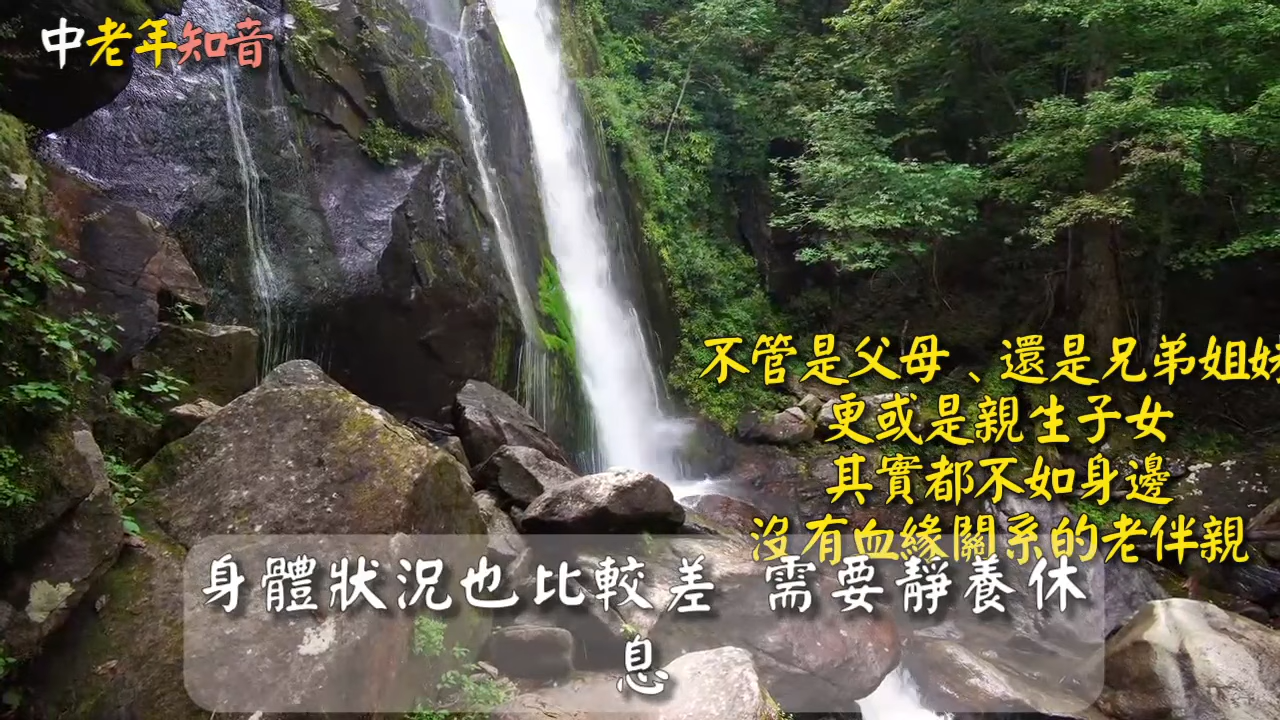 中老年知音
不管是父母、還是兄弟姐妹
更或是親生子女
其實都不如身邊
沒有血緣關系的老伴親
身體狀況也比較差 需要靜養休
息